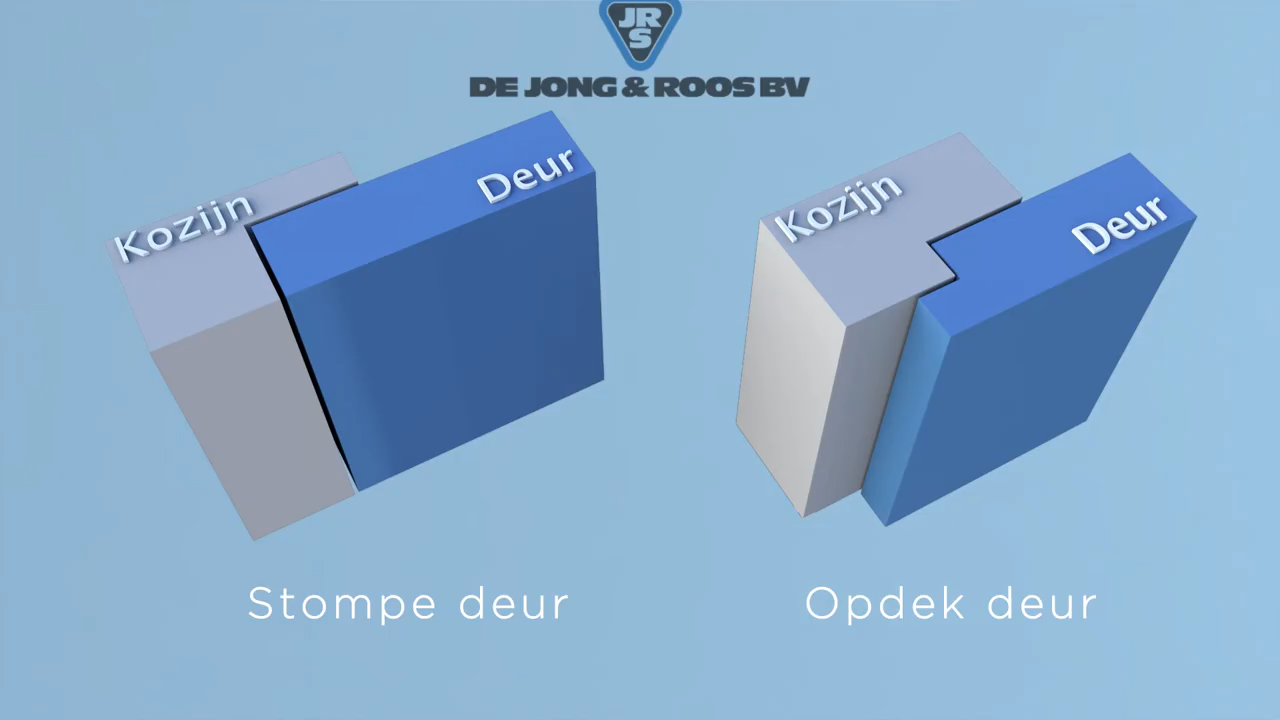 JR
S
DE JONG & ROOS BV
Kozijn
Deur
Kozijn
Deur
Stompe deur
Opdek deur